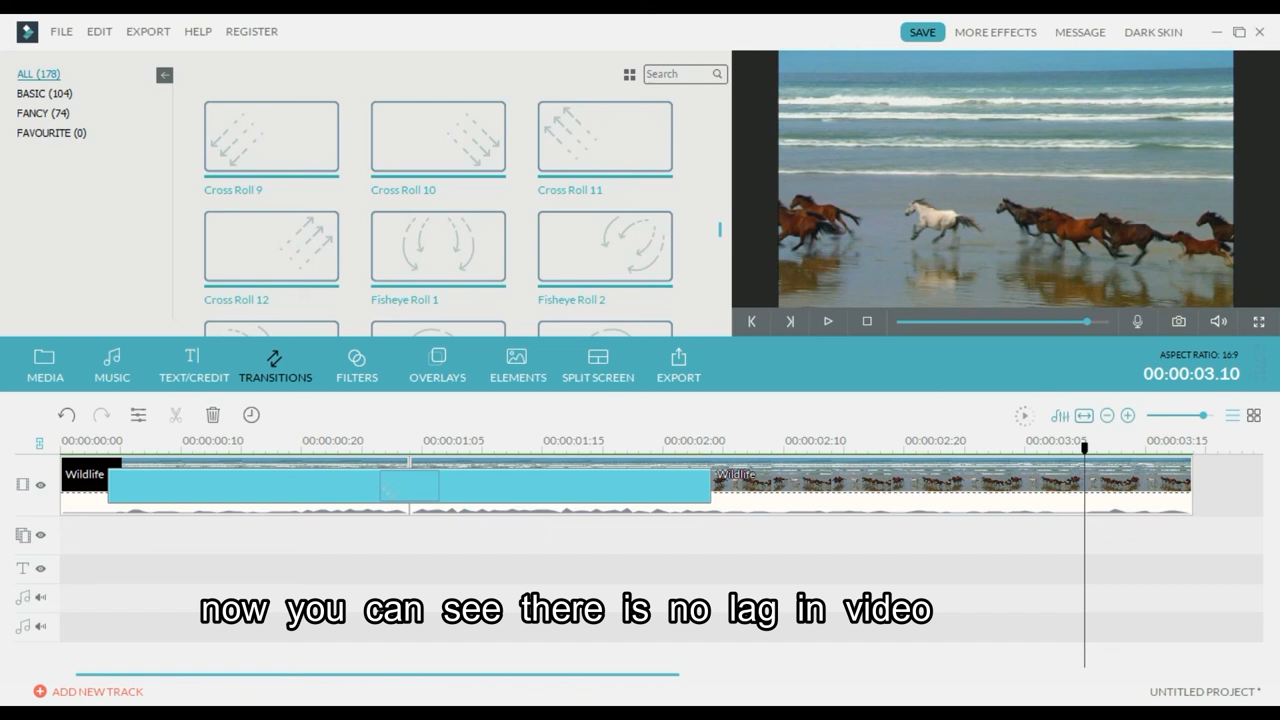 FILE EDIT EXPORT HELP REGISTER SAVE MORE EFFECTS MESSAGE DARK SKIN
ALL (178)
BASIC (104)
FANCY (74)
FAVOURITE (0)
Search
Cross Roll 9 Cross Roll 10 Cross Roll 11
Cross Roll 12 Fisheye Roll 1 Fisheye Roll 2
MEDIA MUSIC TEXT/CREDIT TRANSITIONS FILTERS OVERLAYS ELEMENTS SPLIT SCREEN EXPORT
ASPECT RATIO: 16:9
00:00:03.10
00:00:00:00 00:00:00:10 00:00:00:20 00:00:01:05 00:00:01:15 00:00:02:00 00:00:02:10 00:00:02:20 00:00:03:05 00:00:03:15
Wildlife Wildlife
now you can see there is no lag in video
ADD NEW TRACK UNTITLED PROJECT *